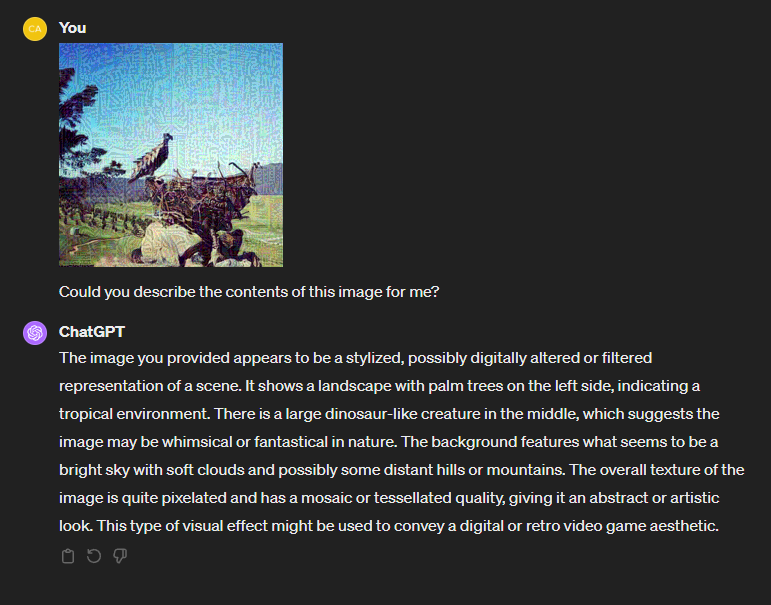 CA
You
Could you describe the contents of this image for me?
ChatGPT
The image you provided appears to be a stylized, possibly digitally altered or filtered
representation of a scene. It shows a landscape with palm trees on the left side, indicating a
tropical environment. There is a large dinosaur-like creature in the middle, which suggests the
image may be whimsical or fantastical in nature. The background features what seems to be a
bright sky with soft clouds and possibly some distant hills or mountains. The overall texture of the
image is quite pixelated and has a mosaic or tessellated quality, giving it an abstract or artistic
look. This type of visual effect might be used to convey a digital or retro video game aesthetic.